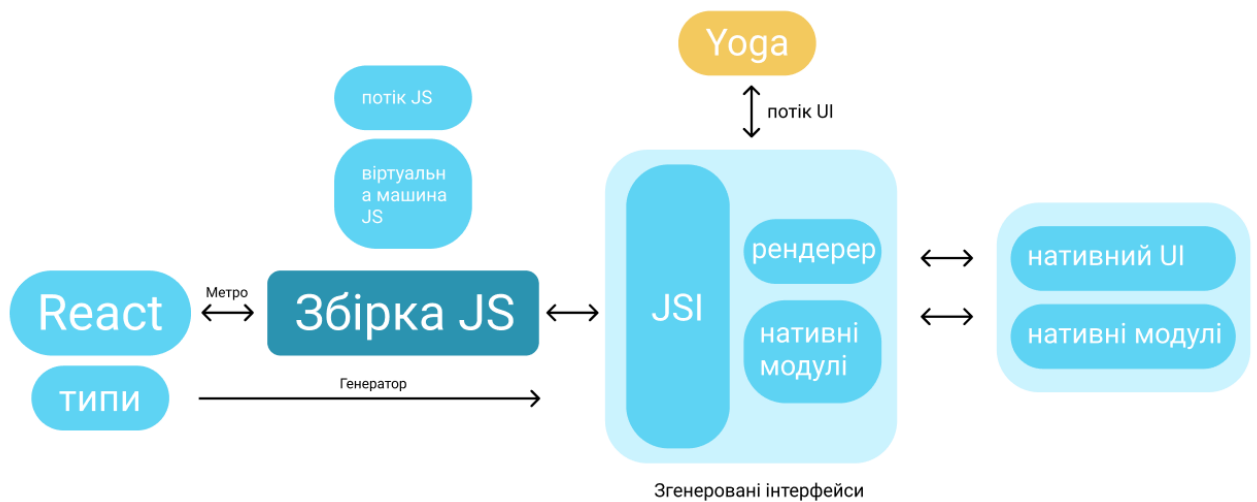 Yoga
потік JS
потік UI
віртуальн
а машина
JS
React
Метро
Збірка JS
JSI
рендерер
нативні
модулі
нативний UI
нативні модулі
типи
Генератор
Згенеровані інтерфейси